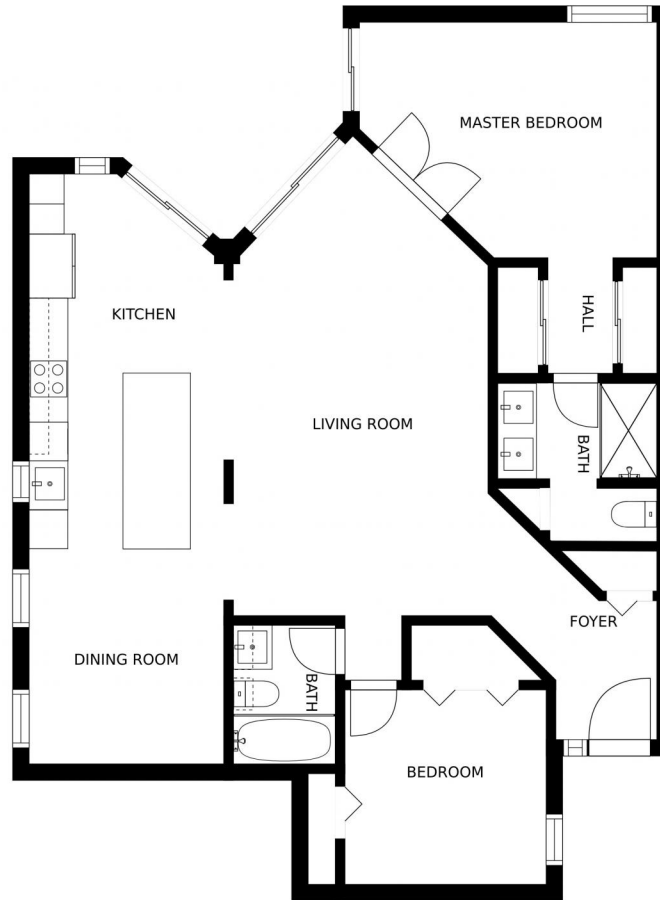 MASTER BEDROOM
KITCHEN
HALL
LIVING ROOM
BATH
FOYER
DINING ROOM
BATH
BEDROOM